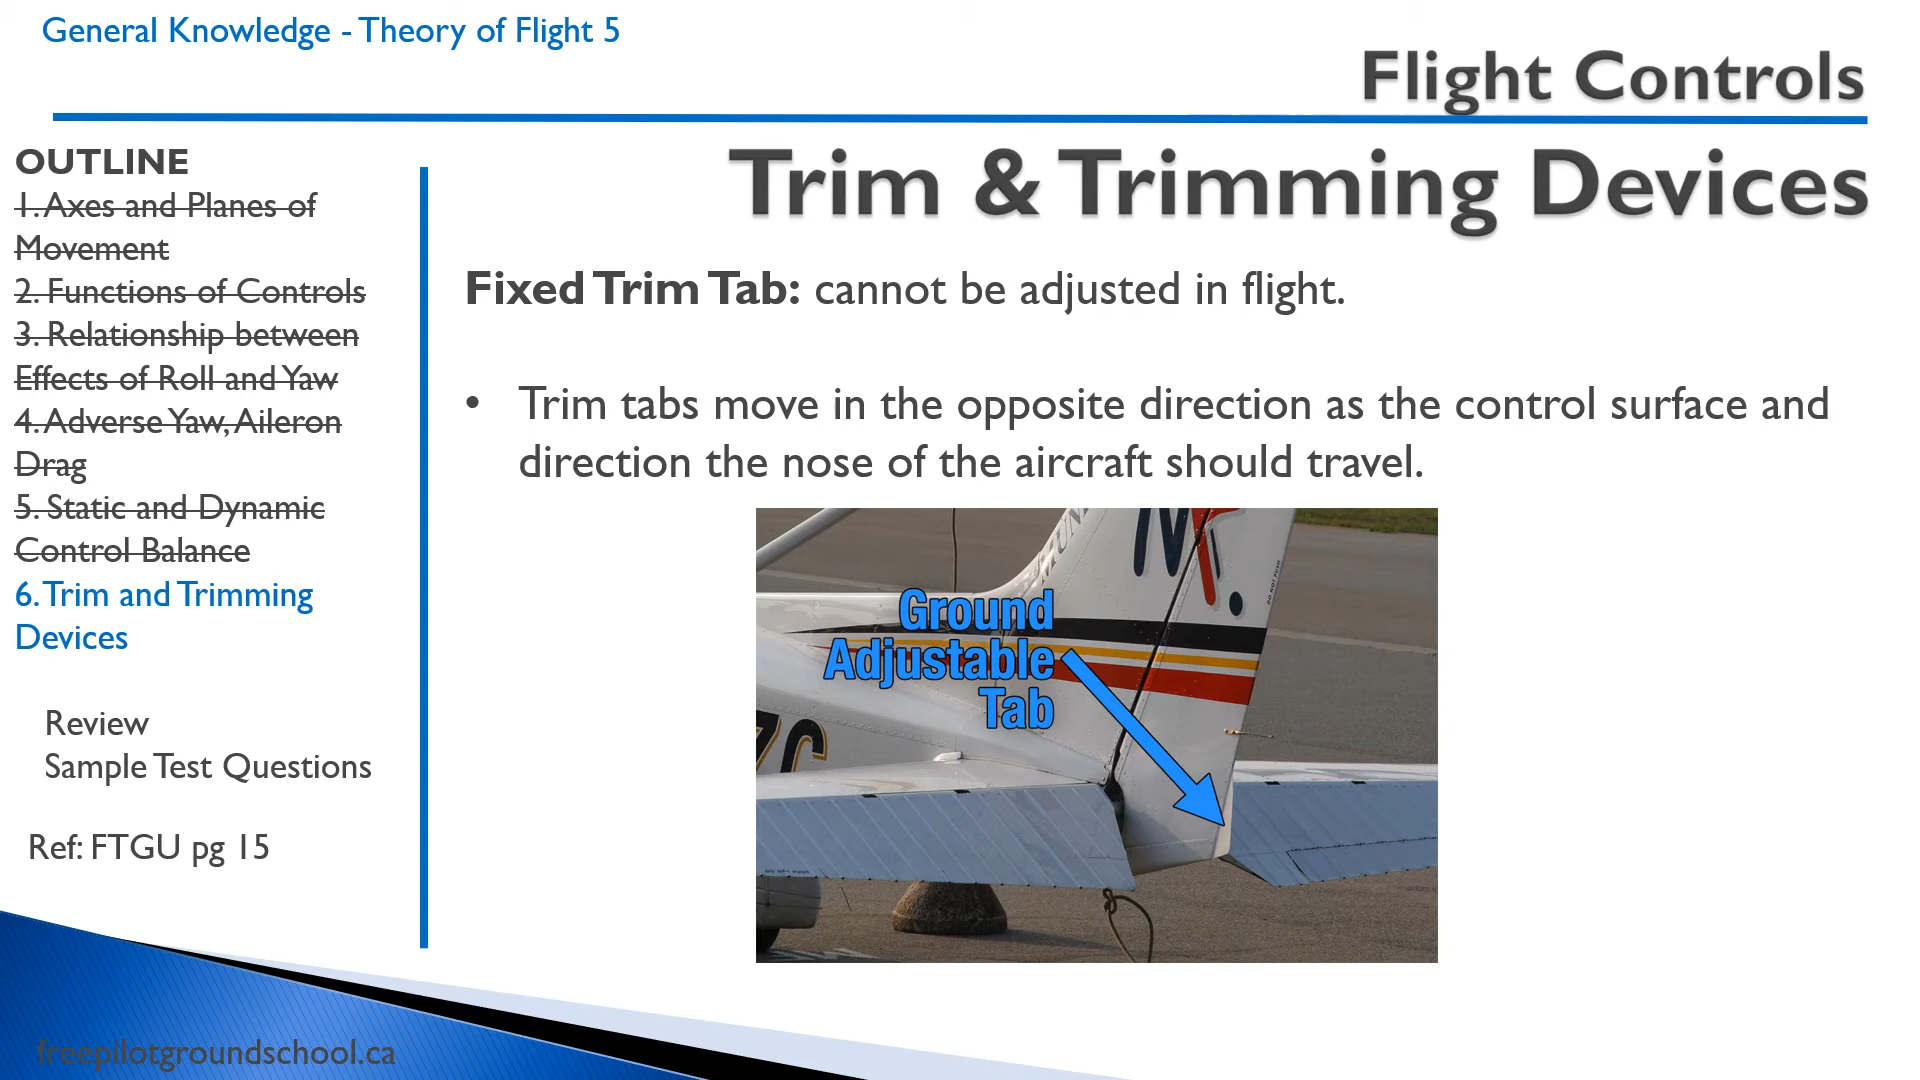 General Knowledge - Theory of Flight 5
Flight Controls
OUTLINE
1. Axes and Planes of
Movement
2. Functions of Controls
3. Relationship between
Effects of Roll and Yaw
4. Adverse Yaw, Aileron
Drag
5. Static and Dynamic
Control Balance
6. Trim and Trimming
Devices
Review
Sample Test Questions
Ref: FTGU pg 15
freepilotgroundschool.ca
Trim & Trimming Devices
Fixed Trim Tab: cannot be adjusted in flight.
• Trim tabs move in the opposite direction as the control surface and
direction the nose of the aircraft should travel.
Ground
Adjustable
Tab